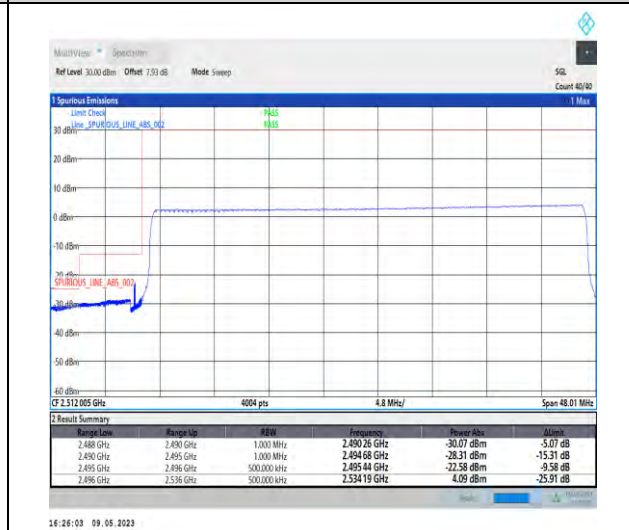 MultiView Spectrum
Ref Level 30.00 dBm Offset 7.93 dB Mode Sweep SGL
Count 40/40
1 Spurious Emissions 1 Max
Limit Check PASS
Line _SPURIOUS_LINE_ABS_002 PASS
30 dBm
20 dBm
10 dBm
0 dBm
-10 dBm
-20 dBm
SPURIOUS_LINE_ABS_002
-30 dBm
-40 dBm
-50 dBm
-60 dBm
CF 2.512 005 GHz 4004 pts 4.8 MHz/ Span 48.01 MHz
2 Result Summary
Range Low Range Up RBW Frequency Power Abs ΔLimit
2.488 GHz 2.490 GHz 1.000 MHz 2.490 26 GHz -30.07 dBm -5.07 dB
2.490 GHz 2.495 GHz 1.000 MHz 2.494 68 GHz -28.31 dBm -15.31 dB
2.495 GHz 2.496 GHz 500.000 kHz 2.495 44 GHz -22.58 dBm -9.58 dB
2.496 GHz 2.536 GHz 500.000 kHz 2.534 19 GHz 4.09 dBm -25.91 dB
16:26:03 09.05.2023